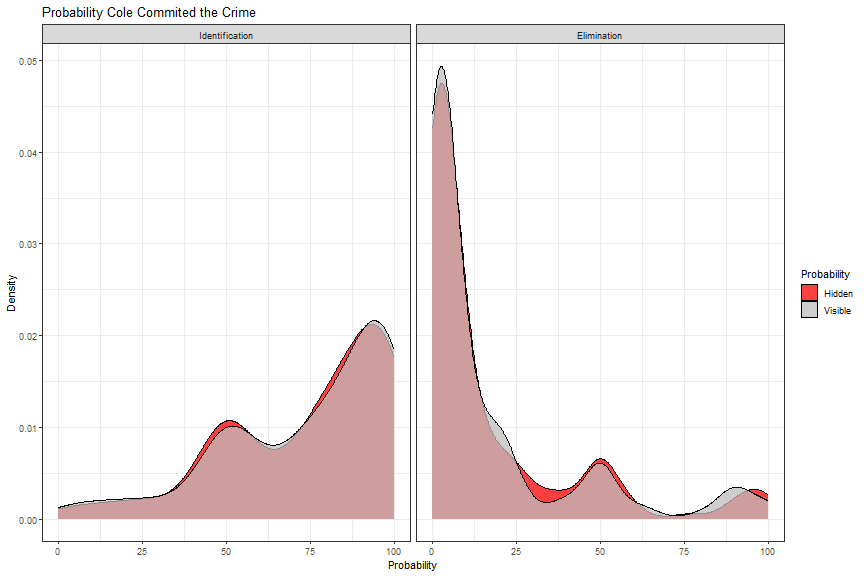 Probability Cole Commited the Crime
Identification
Elimination
0.05
0.04
0.03
0.02
0.01
0.00
Density
0
25
50
75
100
0
25
50
75
100
Probability
Probability
Hidden
Visible